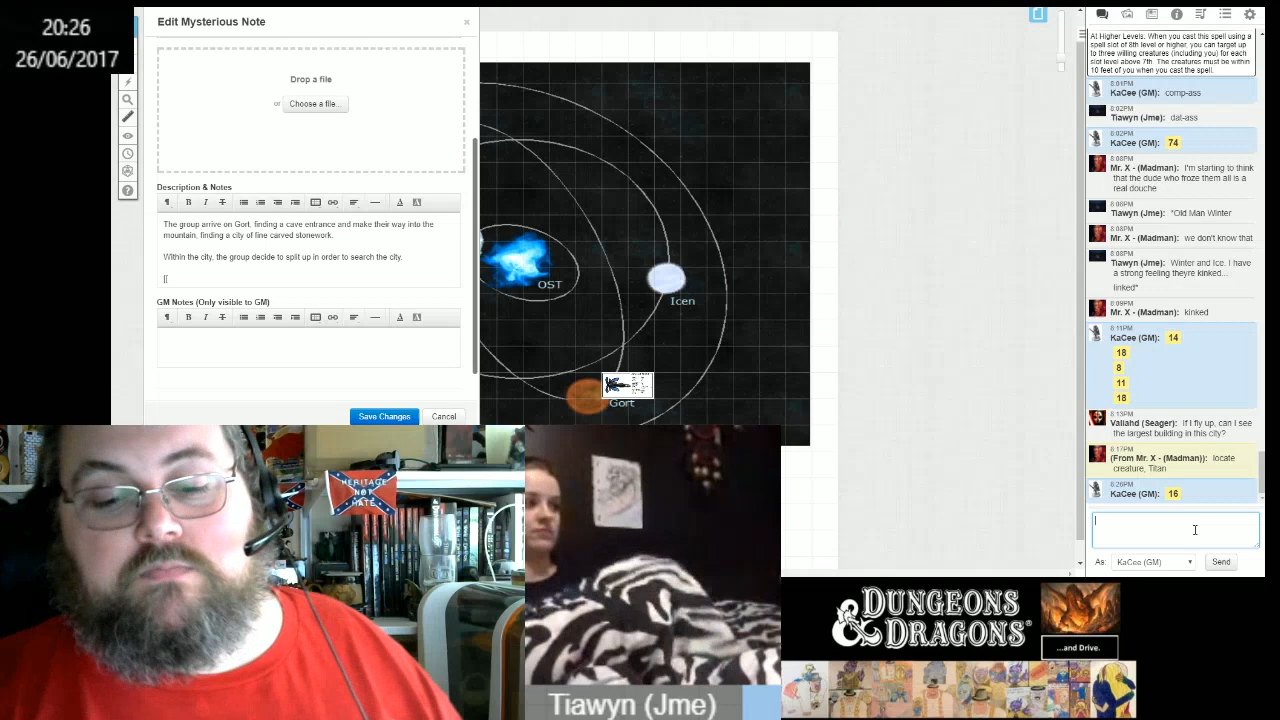 20:26
26/06/2017
Edit Mysterious Note
×
Drop a file
or Choose a file...
Description & Notes
The group arrive on Gort, finding a cave entrance and make their way into the
mountain, finding a city of fine carved stonework.
Within the city, the group decide to split up in order to search the city.
[[
GM Notes (Only visible to GM)
Save Changes
Cancel
OST
Icen
Gort
At Higher Levels: When you cast this spell using a
spell slot of 8th level or higher, you can target up
to three willing creatures (including you) for each
slot level above 7th. The creatures must be within
10 feet of you when you cast the spell.
8:01PM
KaCee (GM): comp-ass
8:02PM
Tiawyn (Jme): dat-ass
8:02PM
KaCee (GM): 74
8:08PM
Mr. X - (Madman): I'm starting to think
that the dude who froze them all is a
real douche
8:08PM
Tiawyn (Jme): "Old Man Winter
8:08PM
Mr. X - (Madman): we don't know that
8:08PM
Tiawyn (Jme): Winter and Ice. I have
a strong feeling theyre kinked...
linked*
8:09PM
Mr. X - (Madman): kinked
8:11PM
KaCee (GM): 14
18
8
11
18
8:13PM
Valiahd (Seager): If I fly up, can I see
the largest building in this city?
8:17PM
(From Mr. X - (Madman)): locate
creature, Titan
8:26PM
KaCee (GM): 16
As: KaCee (GM)
Send
HERITAGE
NOT
HATE
Tiawyn (Jme)
DUNGEONS
& DRAGONS®
...and Drive.